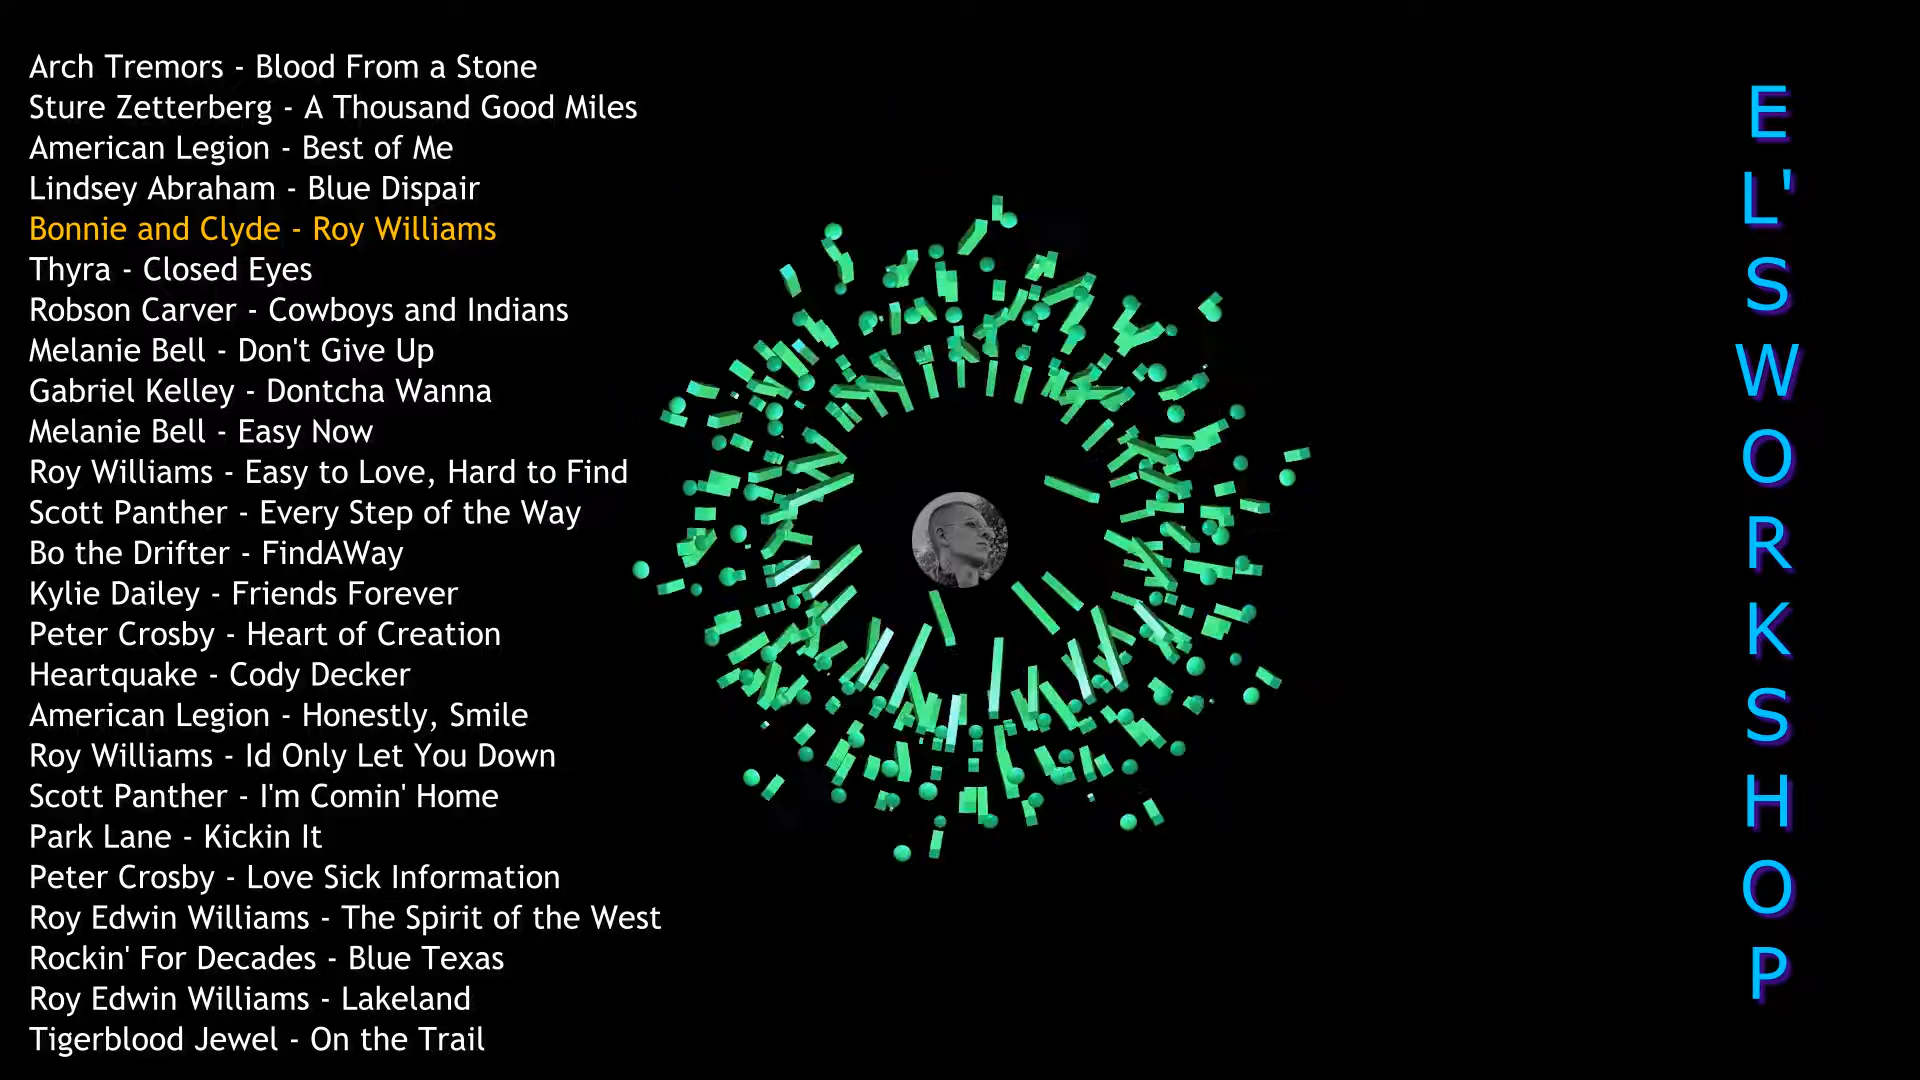 Arch Tremors - Blood From a Stone
Sture Zetterberg - A Thousand Good Miles
American Legion - Best of Me
Lindsey Abraham - Blue Dispair
Bonnie and Clyde - Roy Williams
Thyra - Closed Eyes
Robson Carver - Cowboys and Indians
Melanie Bell - Don't Give Up
Gabriel Kelley - Dontcha Wanna
Melanie Bell - Easy Now
Roy Williams - Easy to Love, Hard to Find
Scott Panther - Every Step of the Way
Bo the Drifter - FindAWay
Kylie Dailey - Friends Forever
Peter Crosby - Heart of Creation
Heartquake - Cody Decker
American Legion - Honestly, Smile
Roy Williams - Id Only Let You Down
Scott Panther - I'm Comin' Home
Park Lane - Kickin It
Peter Crosby - Love Sick Information
Roy Edwin Williams - The Spirit of the West
Rockin' For Decades - Blue Texas
Roy Edwin Williams - Lakeland
Tigerblood Jewel - On the Trail
EL'S WORKSHOP